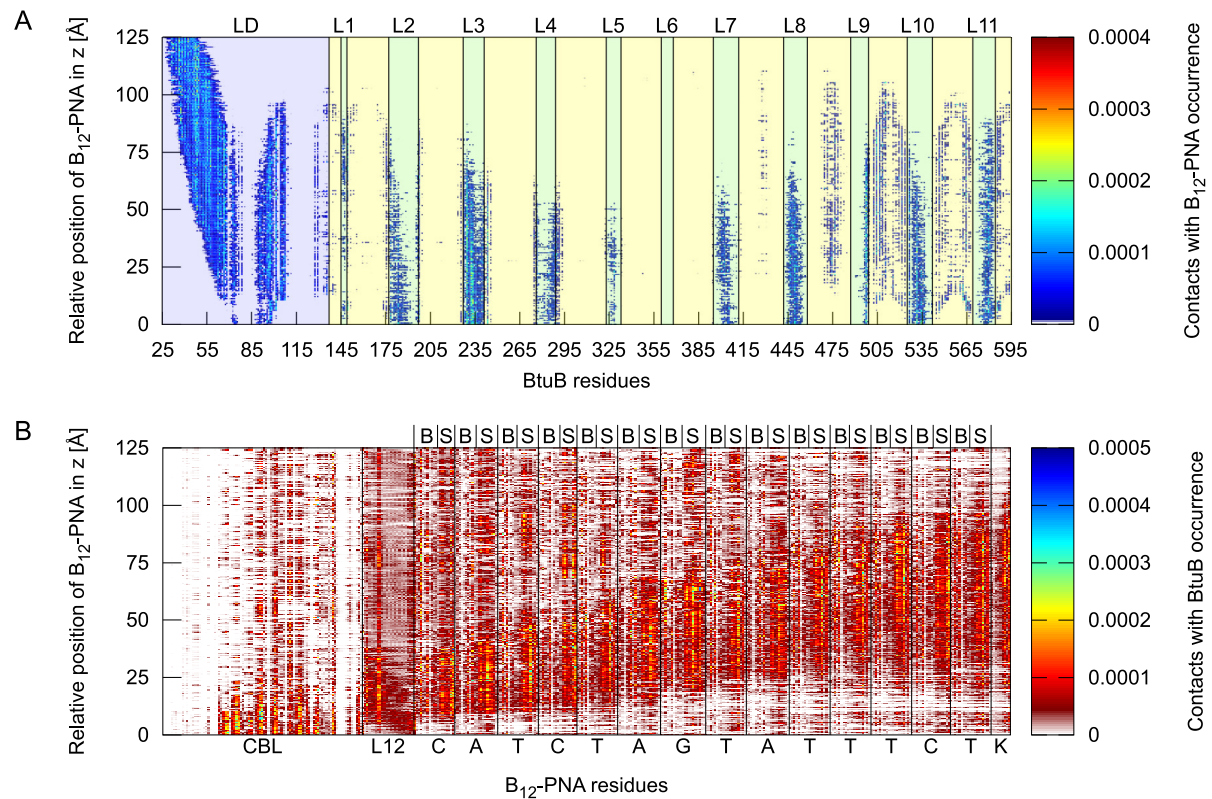 A
LD L1 L2 L3 L4 L5 L6 L7 L8 L9 L10 L11
Relative position of B12-PNA in z [Å]
125
100
75
50
25
0
25 55 85 115 145 175 205 235 265 295 325 355 385 415 445 475 505 535 565 595
BtuB residues
0.0004
0.0003
0.0002
0.0001
0
Contacts with B12-PNA occurrence
B
B S B S B S B S B S B S B S B S B S B S B S B S B S B S
Relative position of B12-PNA in z [Å]
125
100
75
50
25
0
CBL L12 C A T C T A G T A T T T C T K
B12-PNA residues
0.0005
0.0004
0.0003
0.0002
0.0001
0
Contacts with BtuB occurrence